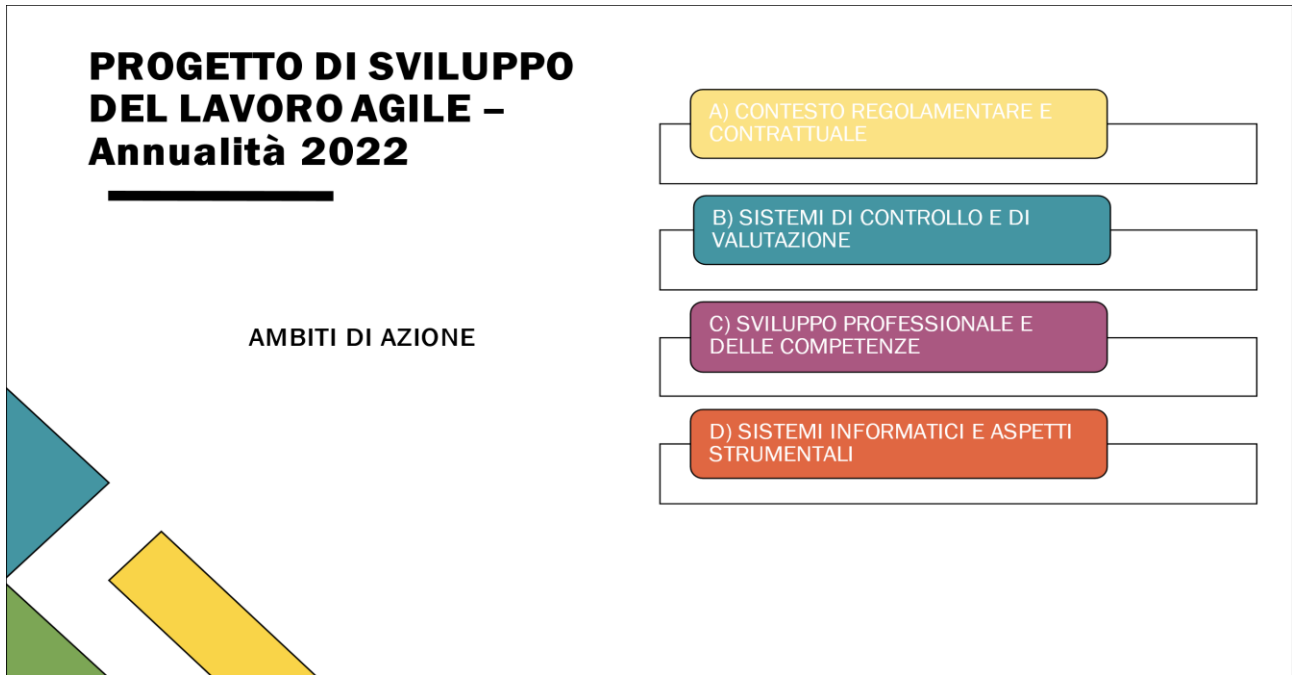 PROGETTO DI SVILUPPO
DEL LAVORO AGILE –
Annualità 2022
AMBITI DI AZIONE
A) CONTESTO REGOLAMENTARE E
CONTRATTUALE
B) SISTEMI DI CONTROLLO E DI
VALUTAZIONE
C) SVILUPPO PROFESSIONALE E
DELLE COMPETENZE
D) SISTEMI INFORMATICI E ASPETTI
STRUMENTALI